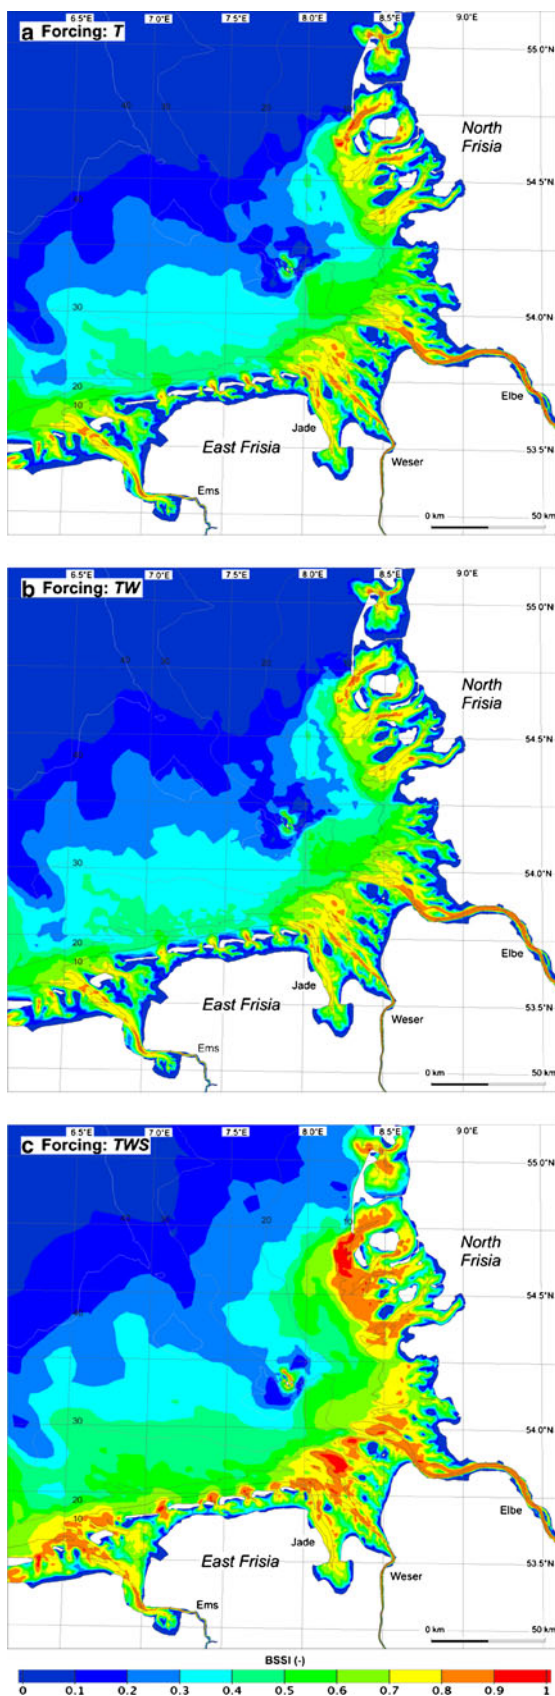 6.5°E 7.0°E 7.5°E 8.0°E 8.5°E 9.0°E
a Forcing: T
55.0°N
North
Frisia
54.5°N
30
54.0°N
20
10
Elbe
Jade
East Frisia
53.5°N
Weser
Ems
0 km 50 km
6.5°E 7.0°E 7.5°E 8.0°E 8.5°E 9.0°E
b Forcing: TW
55.0°N
North
Frisia
54.5°N
30
54.0°N
20
10
Elbe
Jade
East Frisia
53.5°N
Weser
Ems
0 km 50 km
6.5°E 7.0°E 7.5°E 8.0°E 8.5°E 9.0°E
c Forcing: TWS
55.0°N
20
North
Frisia
54.5°N
30
54.0°N
20
10
Elbe
Jade
East Frisia
53.5°N
Weser
Ems
0 km 50 km
BSSI (-)
0 0.1 0.2 0.3 0.4 0.5 0.6 0.7 0.8 0.9 1